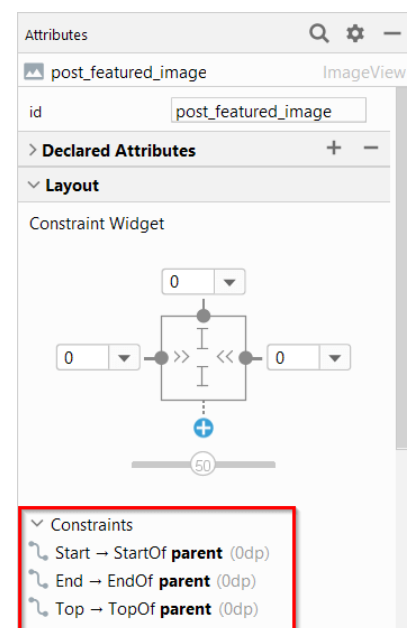 Attributes
post_featured_image ImageView
id post_featured_image
Declared Attributes
Layout
Constraint Widget
0
0 0
50
Constraints
Start → StartOf parent (0dp)
End → EndOf parent (0dp)
Top → TopOf parent (0dp)